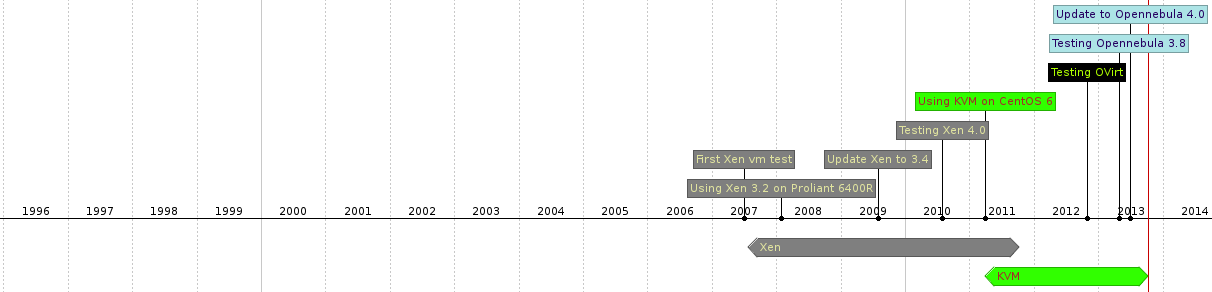 Update to Opennebula 4.0
Testing Opennebula 3.8
Testing OVirt
Using KVM on CentOS 6
Testing Xen 4.0
First Xen vm test
Update Xen to 3.4
Using Xen 3.2 on Proliant 6400R
1996 1997 1998 1999 2000 2001 2002 2003 2004 2005 2006 2007 2008 2009 2010 2011 2012 2013 2014
Xen
KVM